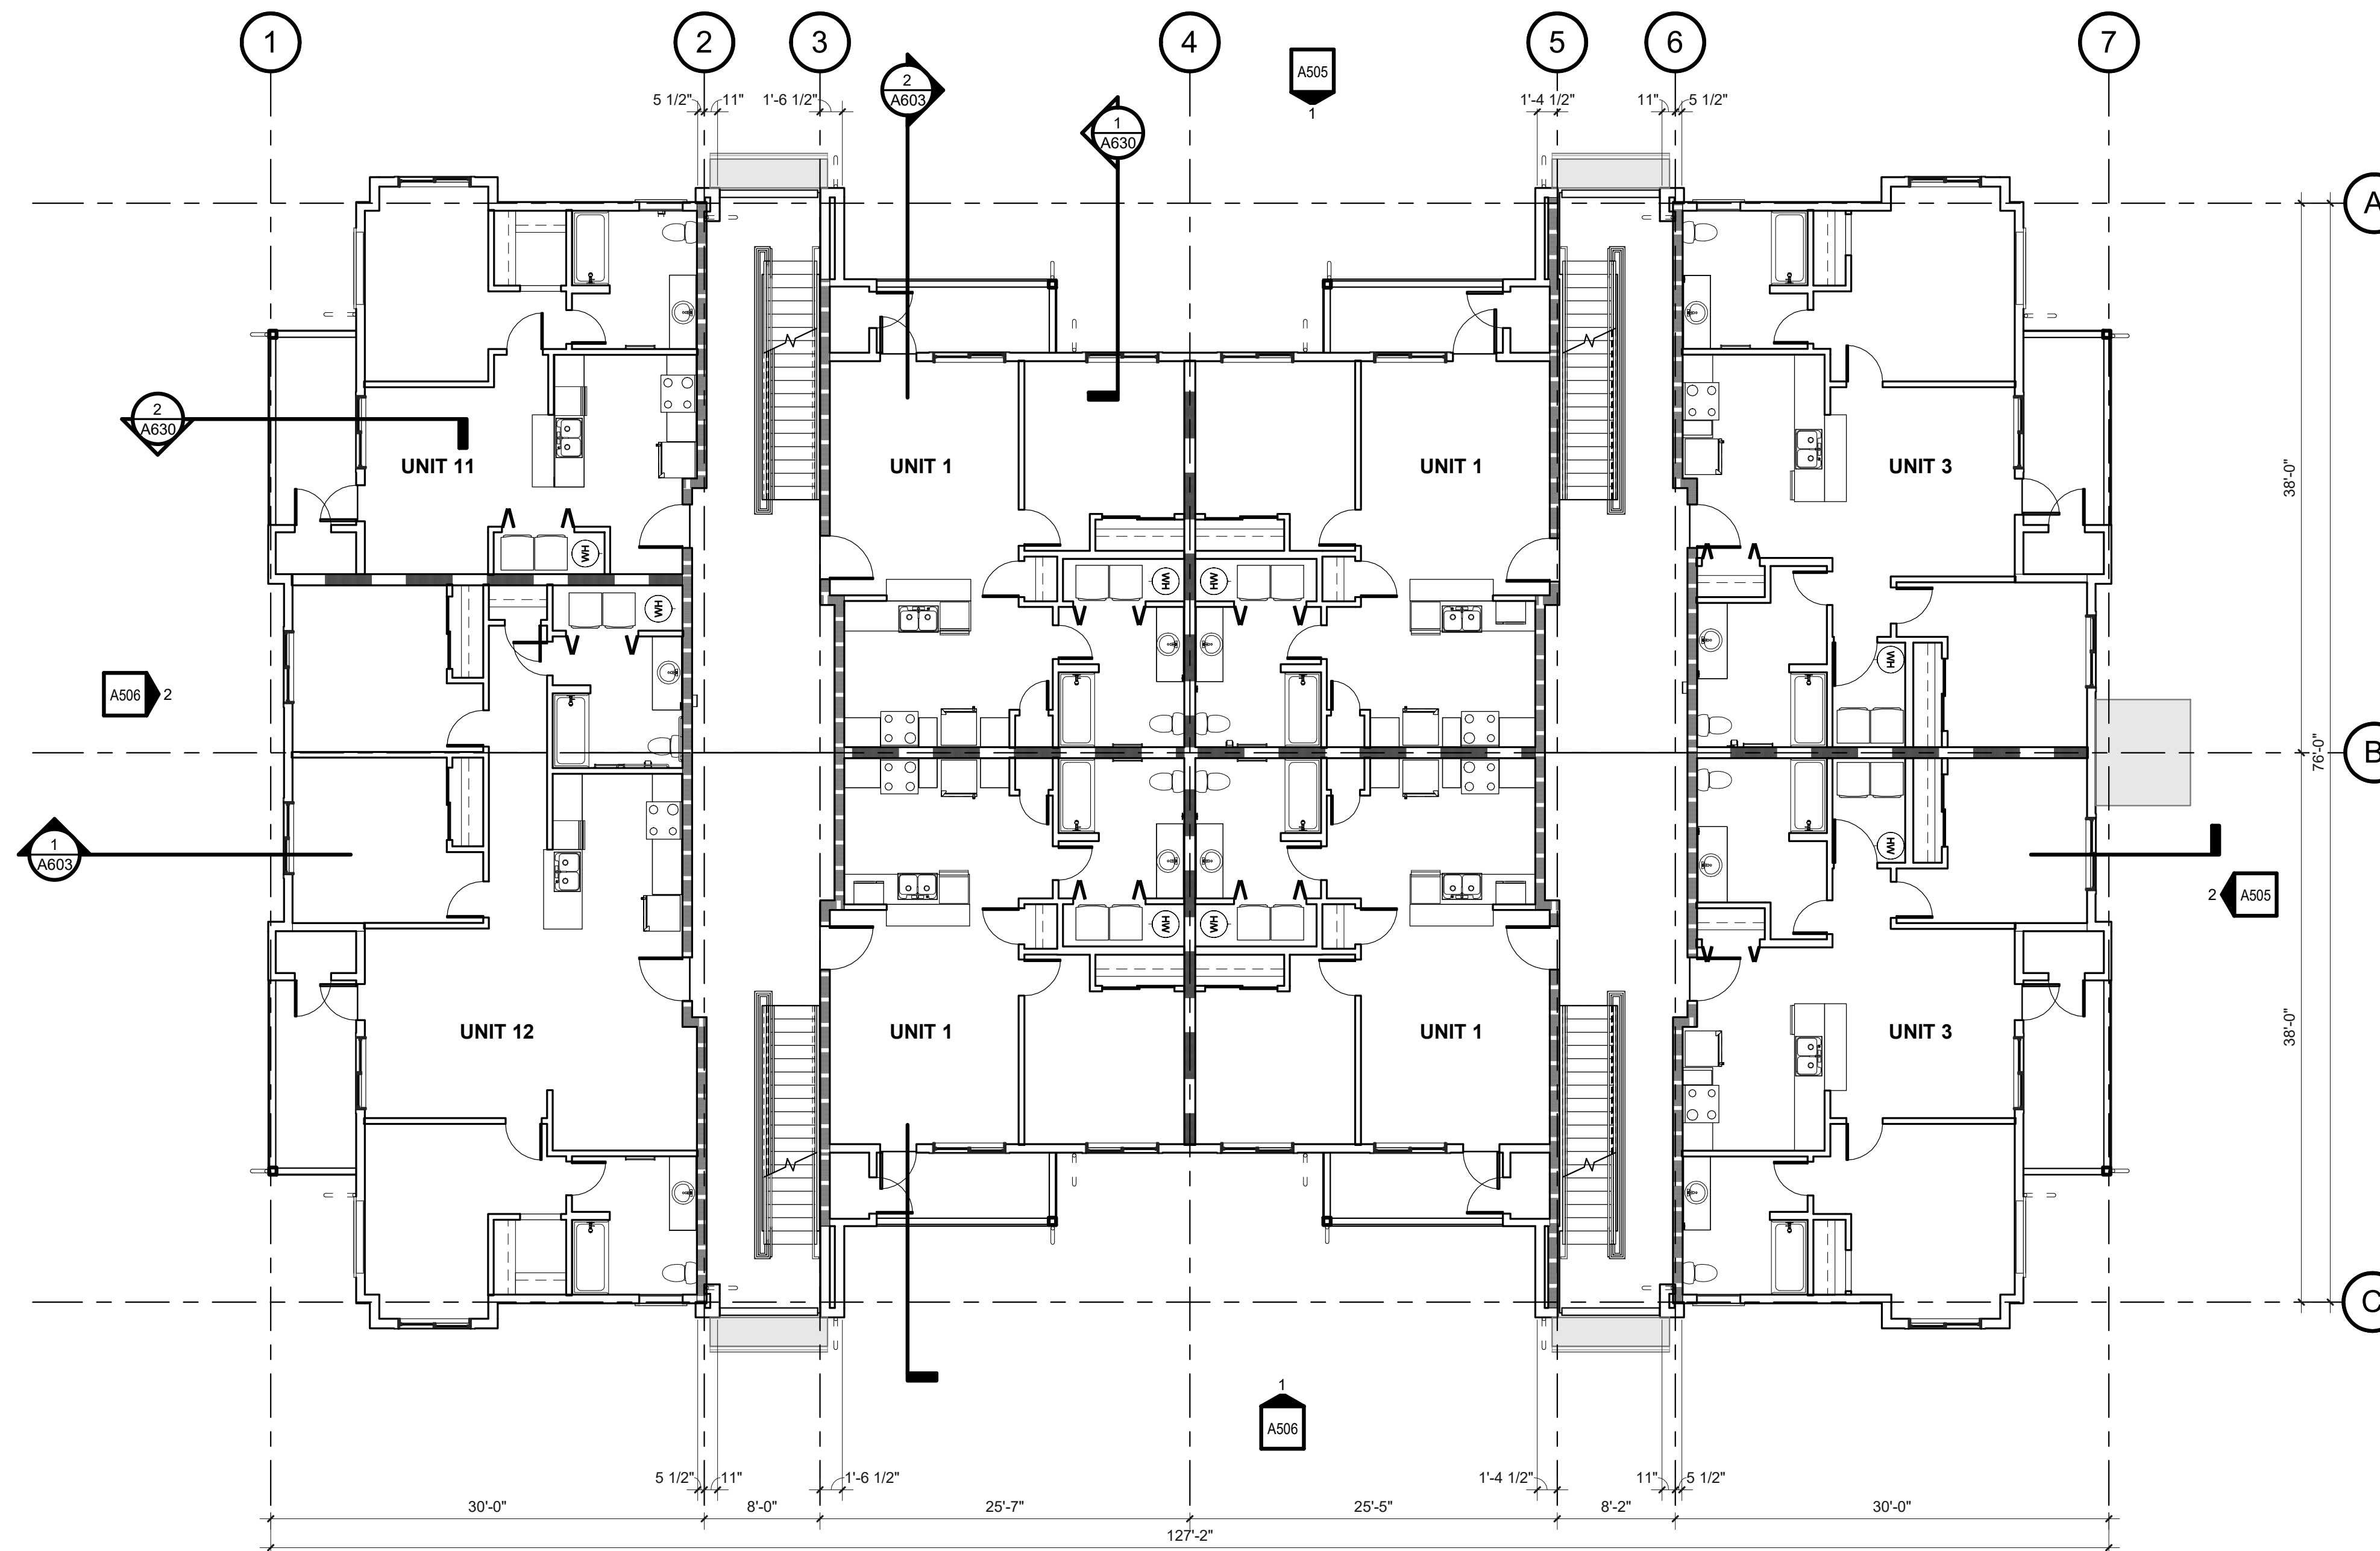 1
2
3
4
5
6
7
5 1/2"
11"
1'-6 1/2"
2
A603
1
A630
A505
1
1'-4 1/2"
11"
5 1/2"
A
2
A630
UNIT 11
UNIT 1
UNIT 1
UNIT 3
38'-0"
HW
WH
WH
HW
WH
A506
2
76'-0"
B
1
A603
HW
2
A505
WH
WH
UNIT 12
UNIT 1
UNIT 1
UNIT 3
38'-0"
C
1
A506
5 1/2"
11"
1'-6 1/2"
1'-4 1/2"
11"
5 1/2"
30'-0"
8'-0"
25'-7"
25'-5"
8'-2"
30'-0"
127'-2"